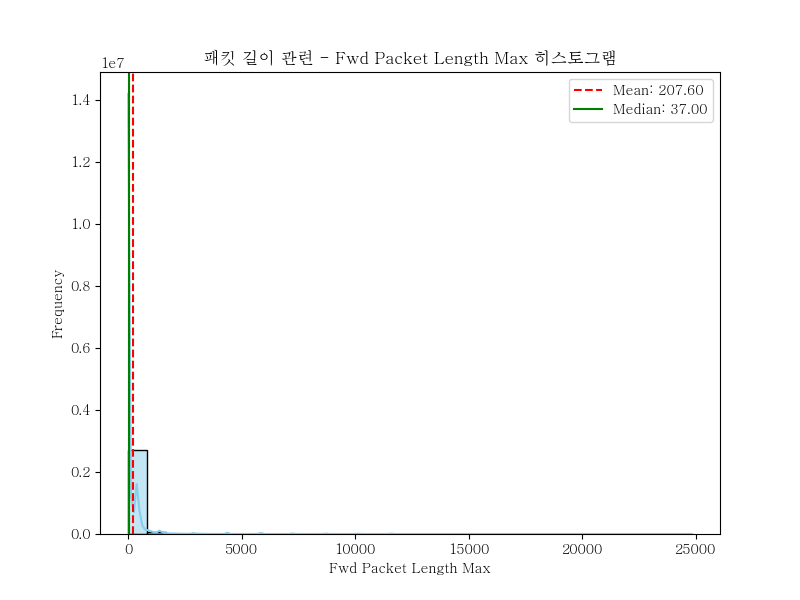 패킷 길이 관련 - Fwd Packet Length Max 히스토그램
1e7
Mean: 207.60
Median: 37.00
1.4
1.2
1.0
0.8
0.6
0.4
0.2
0.0
Frequency
0 5000 10000 15000 20000 25000
Fwd Packet Length Max